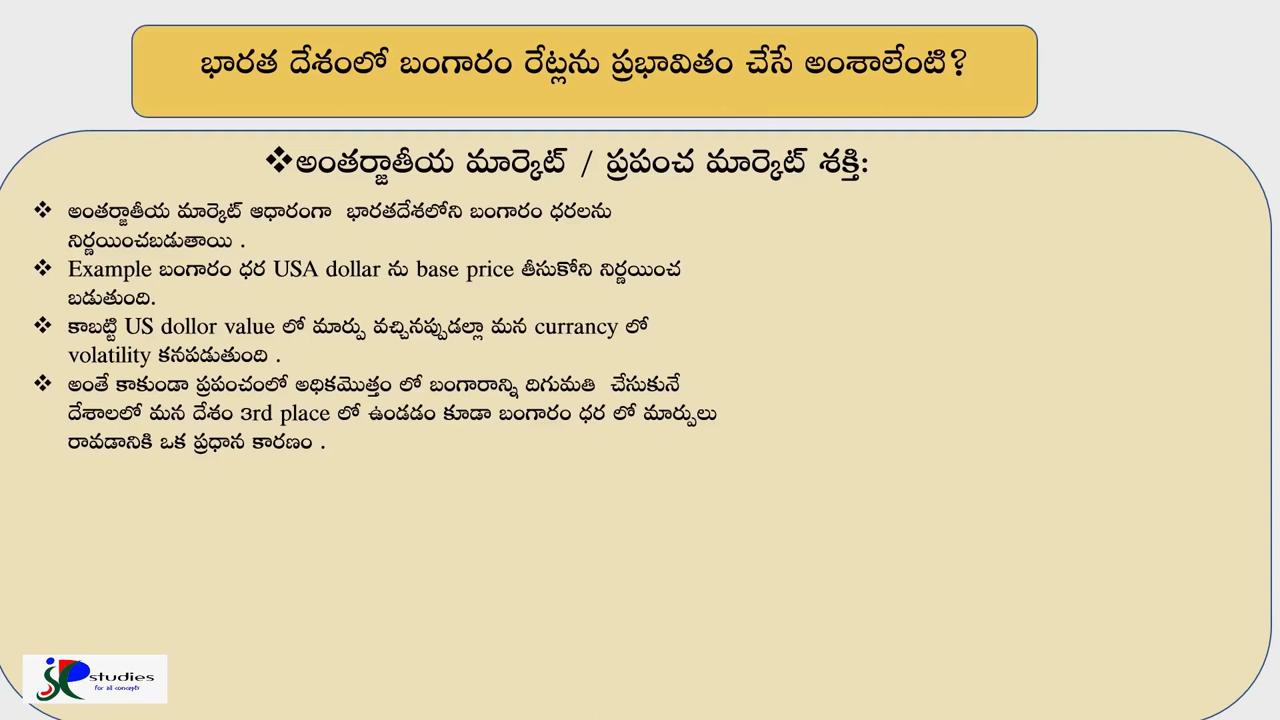 భారత దేశంలో బంగారం రేట్లను ప్రభావితం చేసే అంశాలేంటి?
❖అంతర్జాతీయ మార్కెట్ / ప్రపంచ మార్కెట్ శక్తి:
❖ అంతర్జాతీయ మార్కెట్ ఆధారంగా భారతదేశలోని బంగారం ధరలను
నిర్ణయించబడుతాయి .
❖ Example బంగారం ధర USA dollar ను base price తీసుకోని నిర్ణయించ
బడుతుంది.
❖ కాబట్టి US dollor value లో మార్పు వచ్చినప్పుడల్లా మన currancy లో
volatility కనపడుతుంది .
❖ అంతే కాకుండా ప్రపంచంలో అధికమొత్తం లో బంగారాన్ని దిగుమతి చేసుకునే
దేశాలలో మన దేశం 3rd place లో ఉండడం కూడా బంగారం ధర లో మార్పులు
రావడానికి ఒక ప్రధాన కారణం .
studies
for all concepts